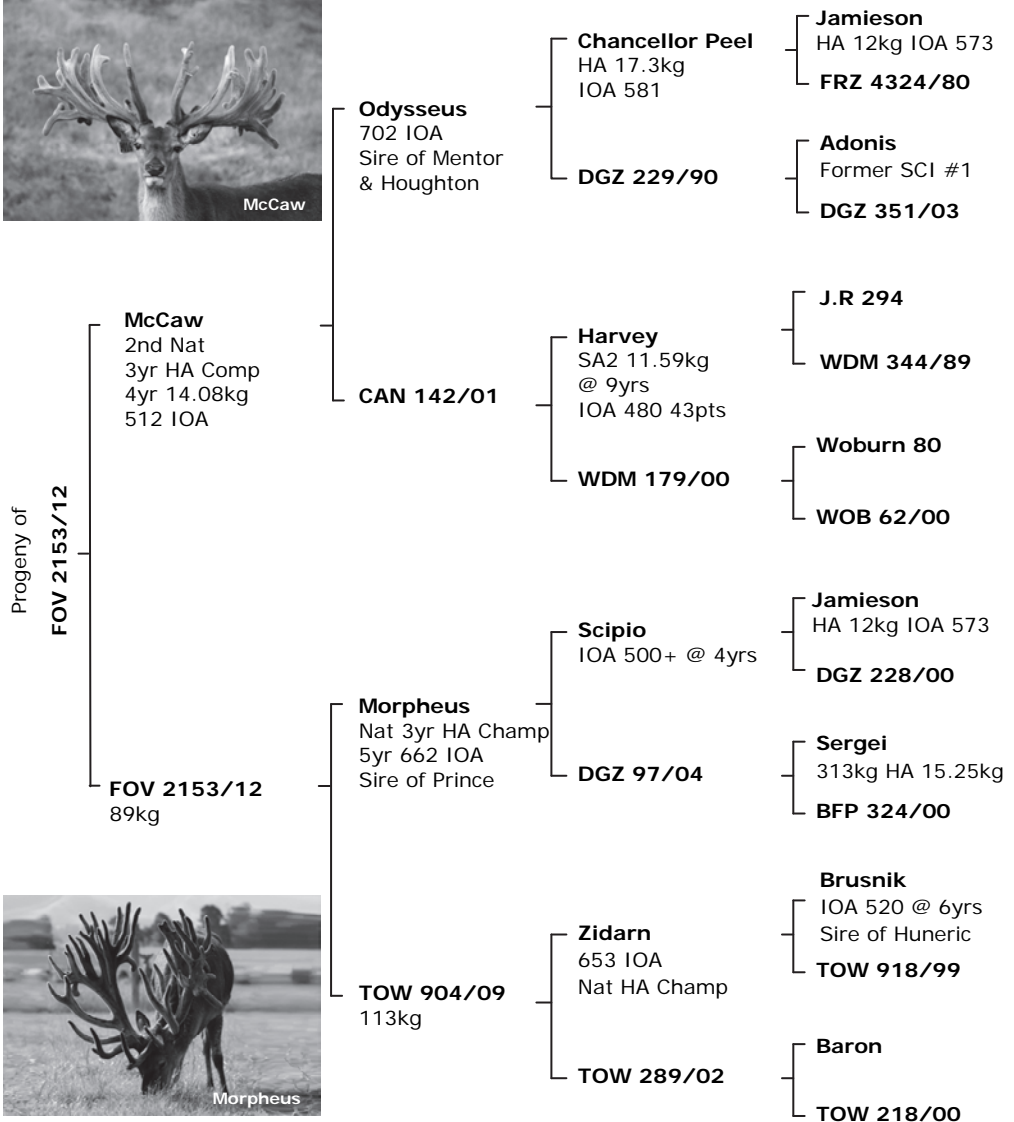 McCaw
Progeny of
FOV 2153/12
McCaw
2nd Nat
3yr HA Comp
4yr 14.08kg
512 IOA
FOV 2153/12
89kg
Odysseus
702 IOA
Sire of Mentor
& Houghton
CAN 142/01
Morpheus
Nat 3yr HA Champ
5yr 662 IOA
Sire of Prince
TOW 904/09
113kg
Chancellor Peel
HA 17.3kg
IOA 581
DGZ 229/90
Harvey
SA2 11.59kg
@ 9yrs
IOA 480 43pts
WDM 179/00
Scipio
IOA 500+ @ 4yrs
DGZ 97/04
Zidarn
653 IOA
Nat HA Champ
TOW 289/02
Jamieson
HA 12kg IOA 573
FRZ 4324/80
Adonis
Former SCI #1
DGZ 351/03
J.R 294
WDM 344/89
Woburn 80
WOB 62/00
Jamieson
HA 12kg IOA 573
DGZ 228/00
Sergei
313kg HA 15.25kg
BFP 324/00
Brusnik
IOA 520 @ 6yrs
Sire of Huneric
TOW 918/99
Baron
TOW 218/00
Morpheus